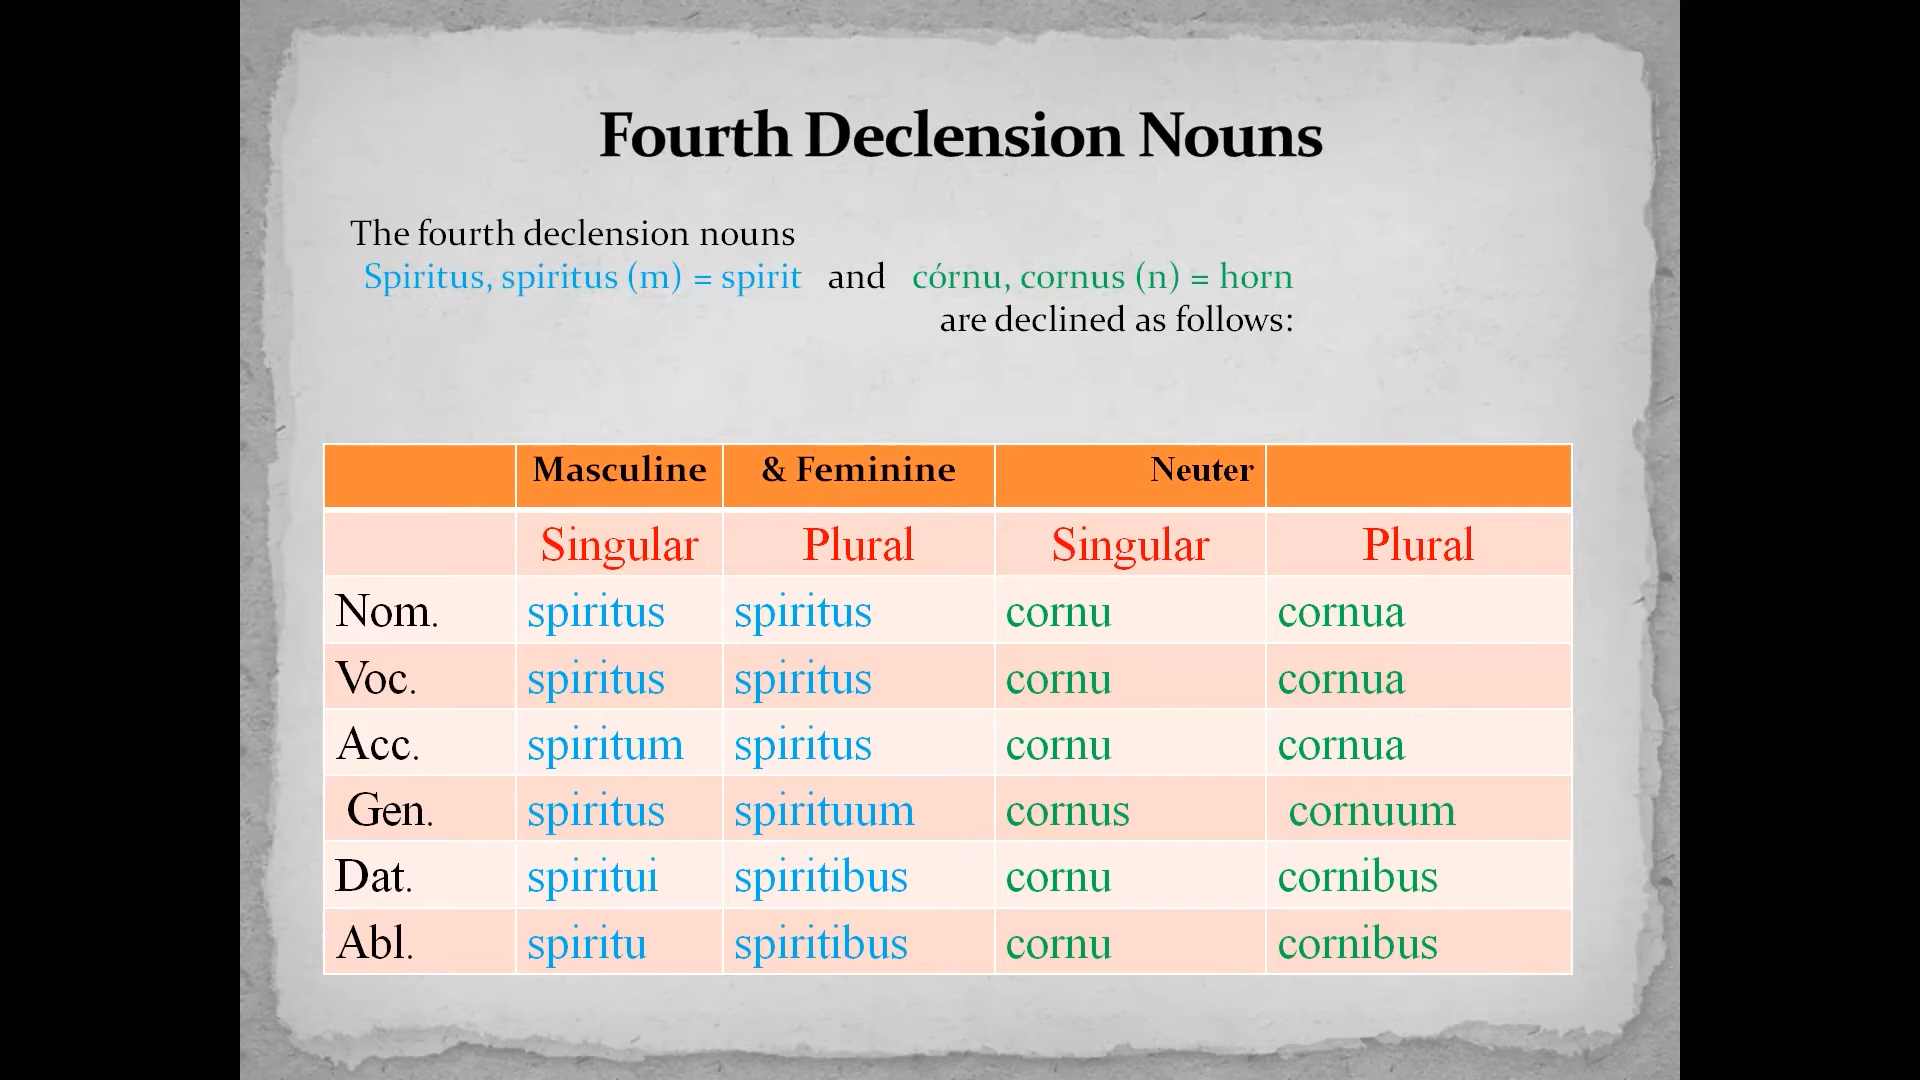 Fourth Declension Nouns
The fourth declension nouns
Spiritus, spiritus (m) = spirit and córnu, cornus (n) = horn
are declined as follows:
Masculine & Feminine Neuter
Singular Plural Singular Plural
Nom. spiritus spiritus cornu cornua
Voc. spiritus spiritus cornu cornua
Acc. spiritum spiritus cornu cornua
Gen. spiritus spirituum cornus cornuum
Dat. spiritui spiritibus cornu cornibus
Abl. spiritu spiritibus cornu cornibus